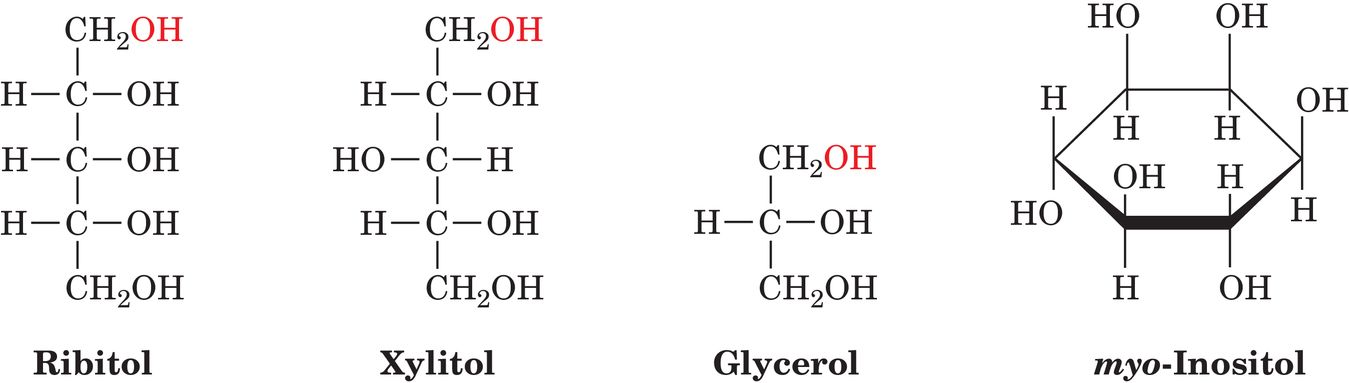 CH₂OH
H—C—OH
H—C—OH
H—C—OH
CH₂OH
Ribitol
CH₂OH
H—C—OH
HO—C—H
H—C—OH
CH₂OH
Xylitol
CH₂OH
H—C—OH
CH₂OH
Glycerol
HO OH
H OH
H H
OH H
HO H
H OH
myo-Inositol